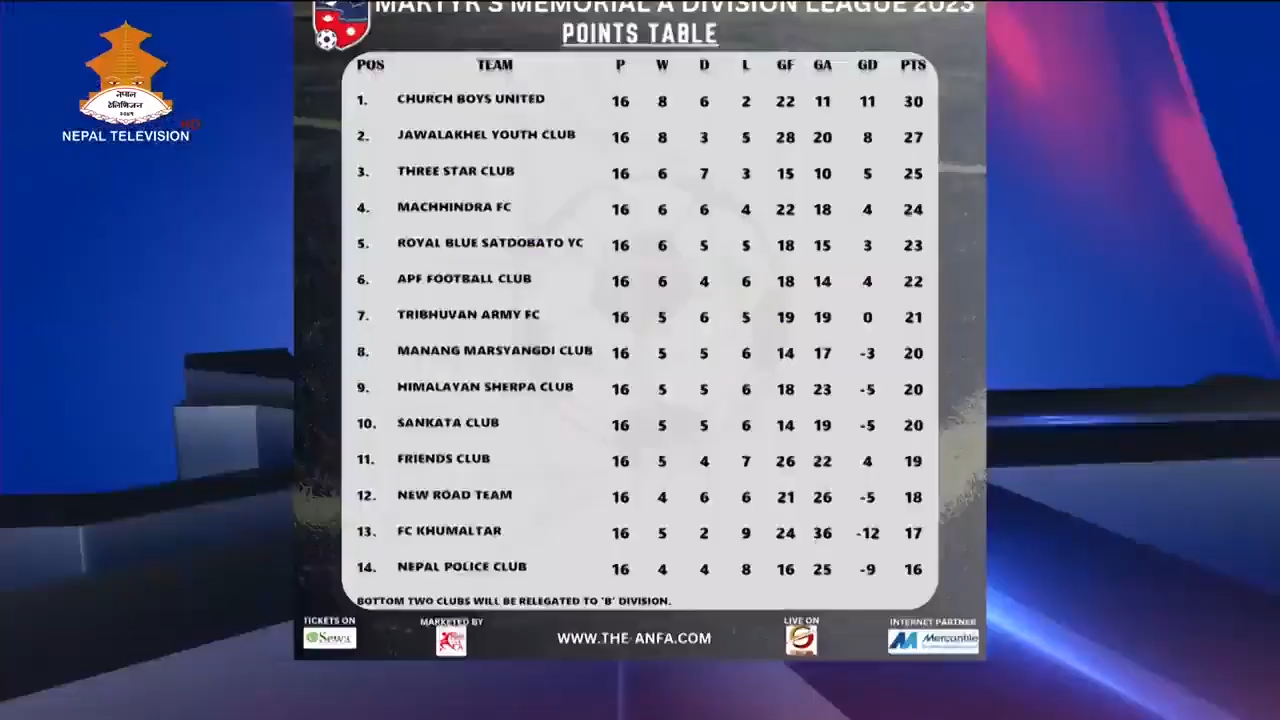 MARTYR'S MEMORIAL A DIVISION LEAGUE 2023
POINTS TABLE
नेपाल
टेलिभिजन
२०४१
HD
NEPAL TELEVISION
POS TEAM P W D L GF GA GD PTS
1. CHURCH BOYS UNITED 16 8 6 2 22 11 11 30
2. JAWALAKHEL YOUTH CLUB 16 8 3 5 28 20 8 27
3. THREE STAR CLUB 16 6 7 3 15 10 5 25
4. MACHHINDRA FC 16 6 6 4 22 18 4 24
5. ROYAL BLUE SATDOBATO YC 16 6 5 5 18 15 3 23
6. APF FOOTBALL CLUB 16 6 4 6 18 14 4 22
7. TRIBHUVAN ARMY FC 16 5 6 5 19 19 0 21
8. MANANG MARSYANGDI CLUB 16 5 5 6 14 17 -3 20
9. HIMALAYAN SHERPA CLUB 16 5 5 6 18 23 -5 20
10. SANKATA CLUB 16 5 5 6 14 19 -5 20
11. FRIENDS CLUB 16 5 4 7 26 22 4 19
12. NEW ROAD TEAM 16 4 6 6 21 26 -5 18
13. FC KHUMALTAR 16 5 2 9 24 36 -12 17
14. NEPAL POLICE CLUB 16 4 4 8 16 25 -9 16
BOTTOM TWO CLUBS WILL BE RELEGATED TO 'B' DIVISION.
TICKETS ON MARKETED BY LIVE ON INTERNET PARTNER
Sewa WWW.THE-ANFA.COM Mercantile